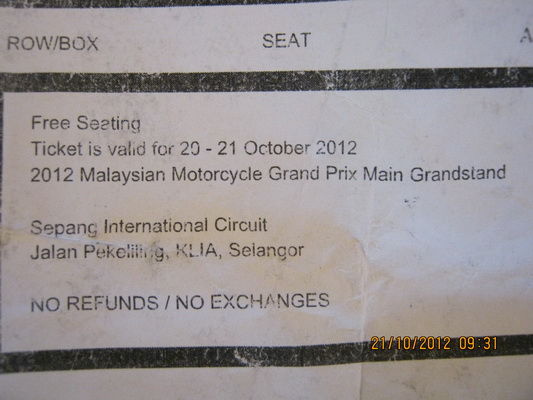 ROW/BOX SEAT A
Free Seating
Ticket is valid for 20 - 21 October 2012
2012 Malaysian Motorcycle Grand Prix Main Grandstand
Sepang International Circuit
Jalan Pekeliling, KLIA, Selangor
NO REFUNDS / NO EXCHANGES
21/10/2012 09:31